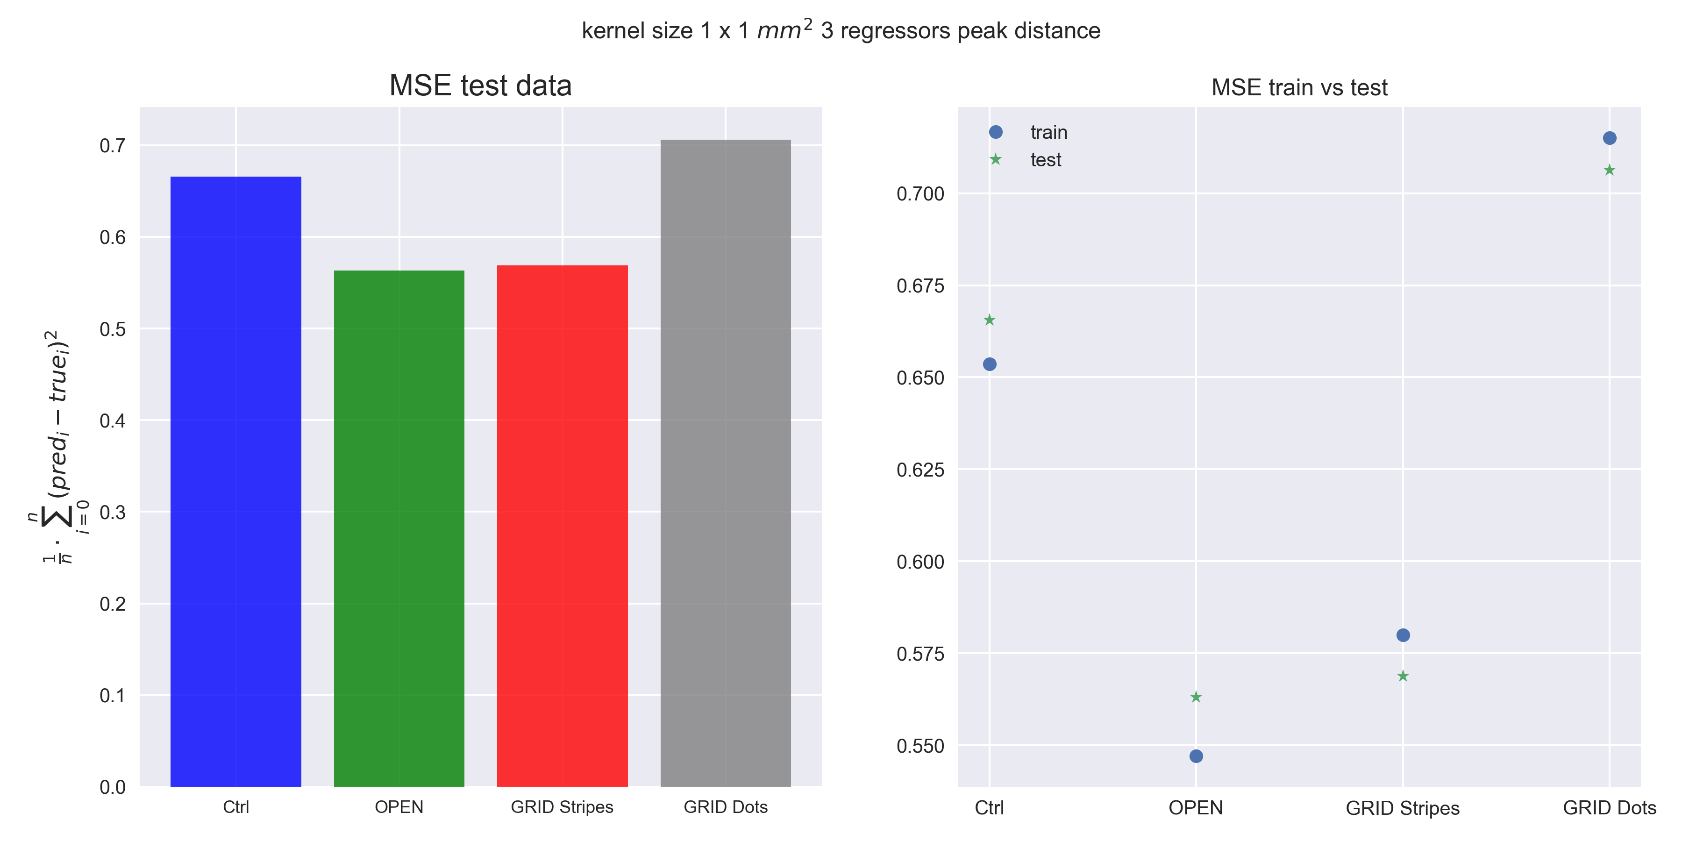 kernel size 1 x 1 mm² 3 regressors peak distance
MSE test data
0.7
0.6
0.5
0.4
0.3
0.2
0.1
0.0
1/n · ∑ⁿᵢ₌₀ (predᵢ − trueᵢ)²
Ctrl
OPEN
GRID Stripes
GRID Dots
MSE train vs test
train
test
0.700
0.675
0.650
0.625
0.600
0.575
0.550
Ctrl
OPEN
GRID Stripes
GRID Dots